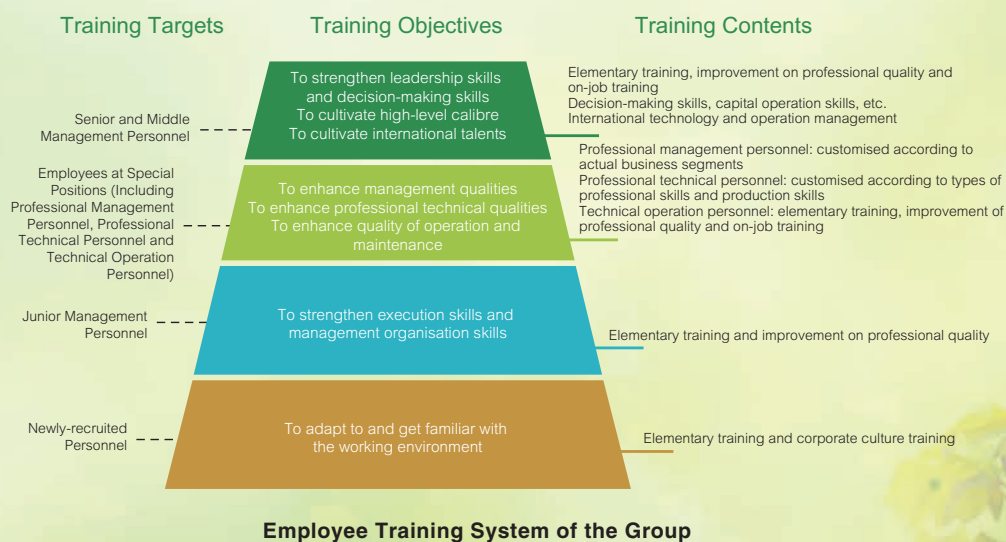 Training Targets
Training Objectives
Training Contents
Senior and Middle
Management Personnel
To strengthen leadership skills
and decision-making skills
To cultivate high-level calibre
To cultivate international talents
Elementary training, improvement on professional quality and
on-job training
Decision-making skills, capital operation skills, etc.
International technology and operation management
Employees at Special
Positions (Including
Professional Management
Personnel, Professional
Technical Personnel and
Technical Operation
Personnel)
To enhance management qualities
To enhance professional technical qualities
To enhance quality of operation and
maintenance
Professional management personnel: customised according to
actual business segments
Professional technical personnel: customised according to types of
professional skills and production skills
Technical operation personnel: elementary training, improvement of
professional quality and on-job training
Junior Management
Personnel
To strengthen execution skills and
management organisation skills
Elementary training and improvement on professional quality
Newly-recruited
Personnel
To adapt to and get familiar with
the working environment
Elementary training and corporate culture training
Employee Training System of the Group